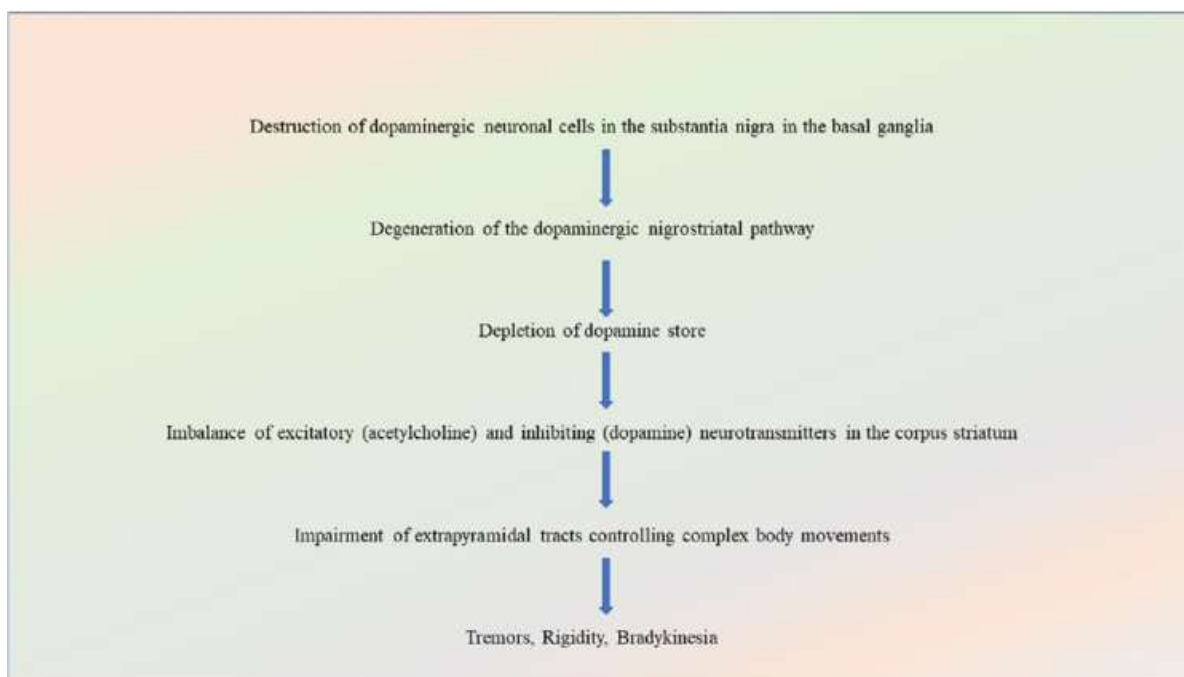 Destruction of dopaminergic neuronal cells in the substantia nigra in the basal ganglia
Degeneration of the dopaminergic nigrostriatal pathway
Depletion of dopamine store
Imbalance of excitatory (acetylcholine) and inhibiting (dopamine) neurotransmitters in the corpus striatum
Impairment of extrapyramidal tracts controlling complex body movements
Tremors, Rigidity, Bradykinesia